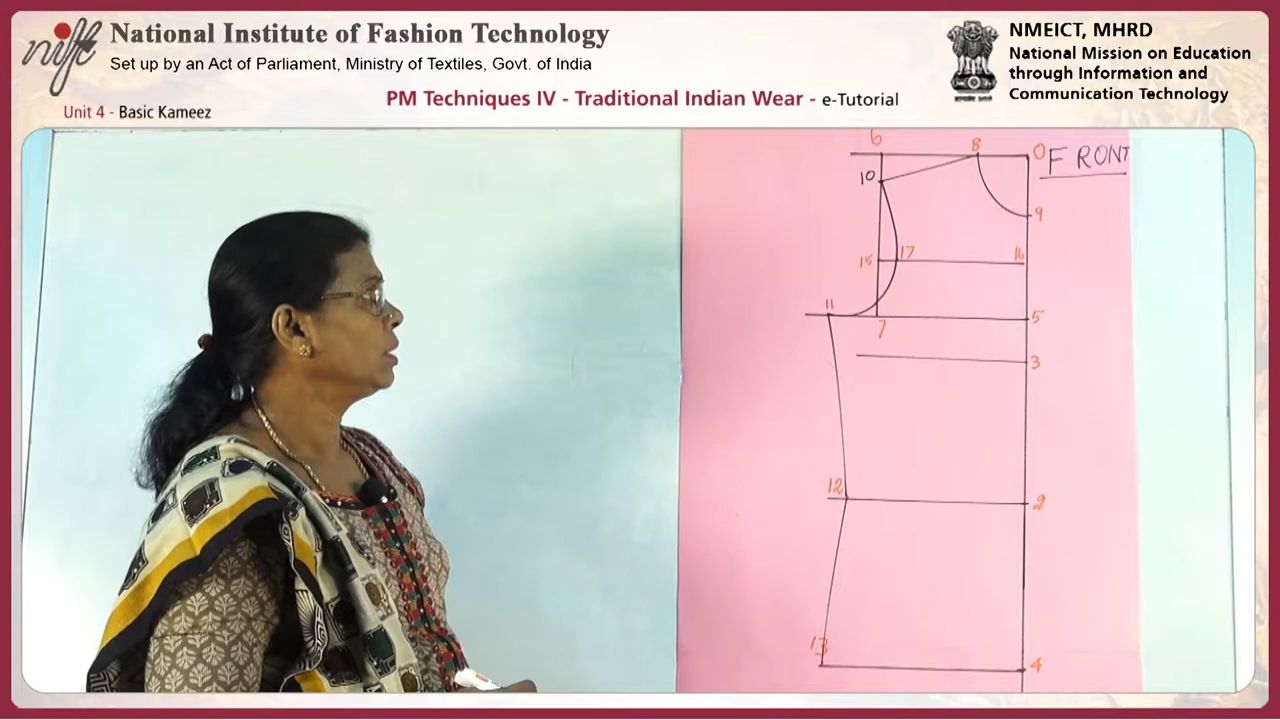 nift
National Institute of Fashion Technology
Set up by an Act of Parliament, Ministry of Textiles, Govt. of India
NMEICT, MHRD
National Mission on Education
through Information and
Communication Technology
PM Techniques IV - Traditional Indian Wear - e-Tutorial
Unit 4 - Basic Kameez
6
8
0
FRONT
10
9
15
17
16
11
7
5
3
12
2
13
4